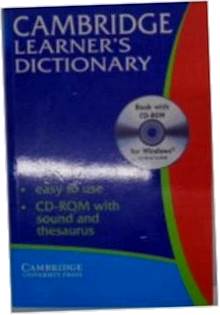 CAMBRIDGE
LEARNER'S
DICTIONARY
Book with
CD-ROM
for Windows®
• easy to use
• CD-ROM with
sound and
thesaurus
CAMBRIDGE
UNIVERSITY PRESS